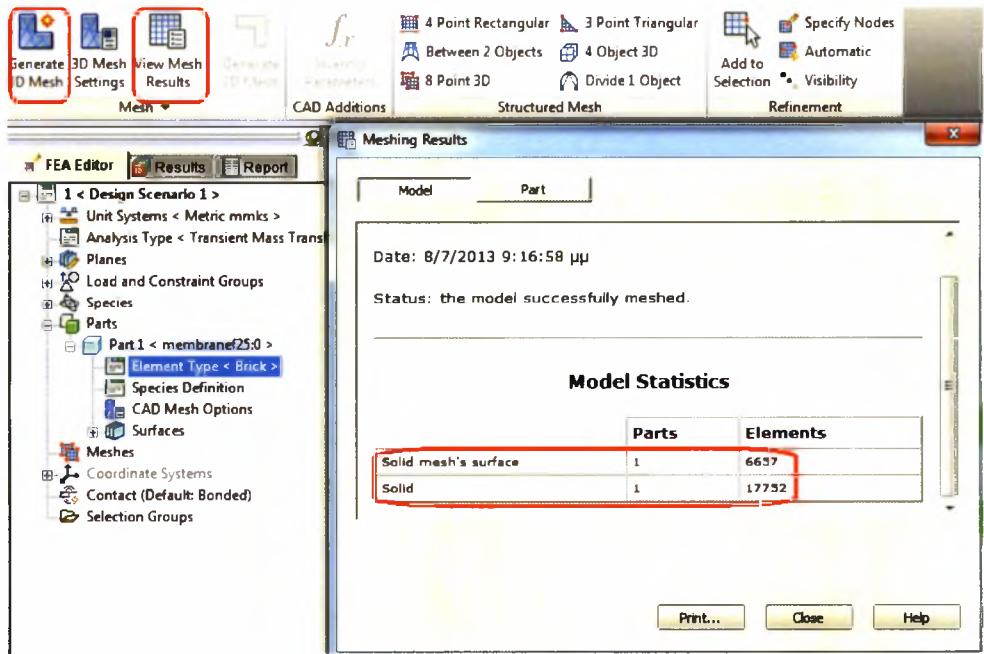 4 Point Rectangular 3 Point Triangular Specify Nodes
Between 2 Objects 4 Object 3D Automatic
8 Point 3D Divide 1 Object Visibility
Generate 3D Mesh View Mesh Add to
3D Mesh Settings Results Selection
Mesh CAD Additions Structured Mesh Refinement
FEA Editor Results Report
1 < Design Scenario 1 >
Unit Systems < Metric mmks >
Analysis Type < Transient Mass Transf
Planes
Load and Constraint Groups
Species
Parts
Part 1 < membranef25:0 >
Element Type < Brick >
Species Definition
CAD Mesh Options
Surfaces
Meshes
Coordinate Systems
Contact (Default: Bonded)
Selection Groups
Meshing Results
Model Part
Date: 8/7/2013 9:16:58 μμ
Status: the model successfully meshed.
Model Statistics
Parts Elements
Solid mesh's surface 1 6637
Solid 1 17732
Print... Close Help